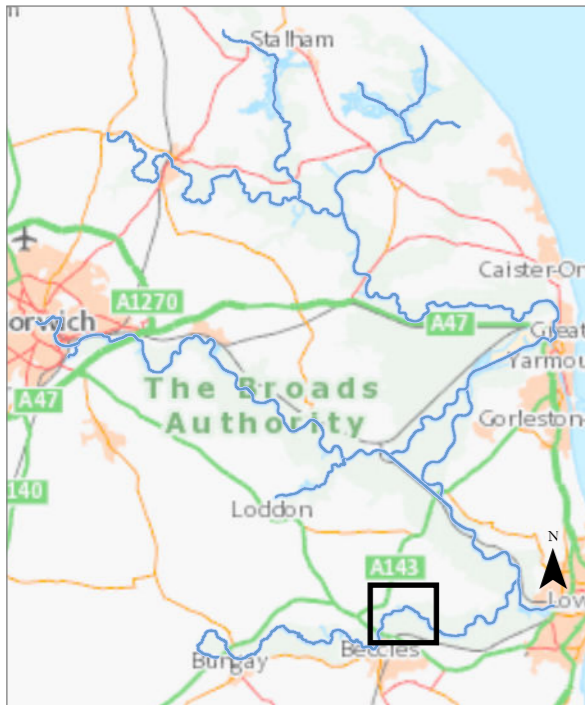 n
Stalham
Caister-On
A1270
orwich
A47
Great
Yarmou
The Broads
Authority
A47
Gorleston-
140
Loddon
N
A143
Low
Beccles
Bungay